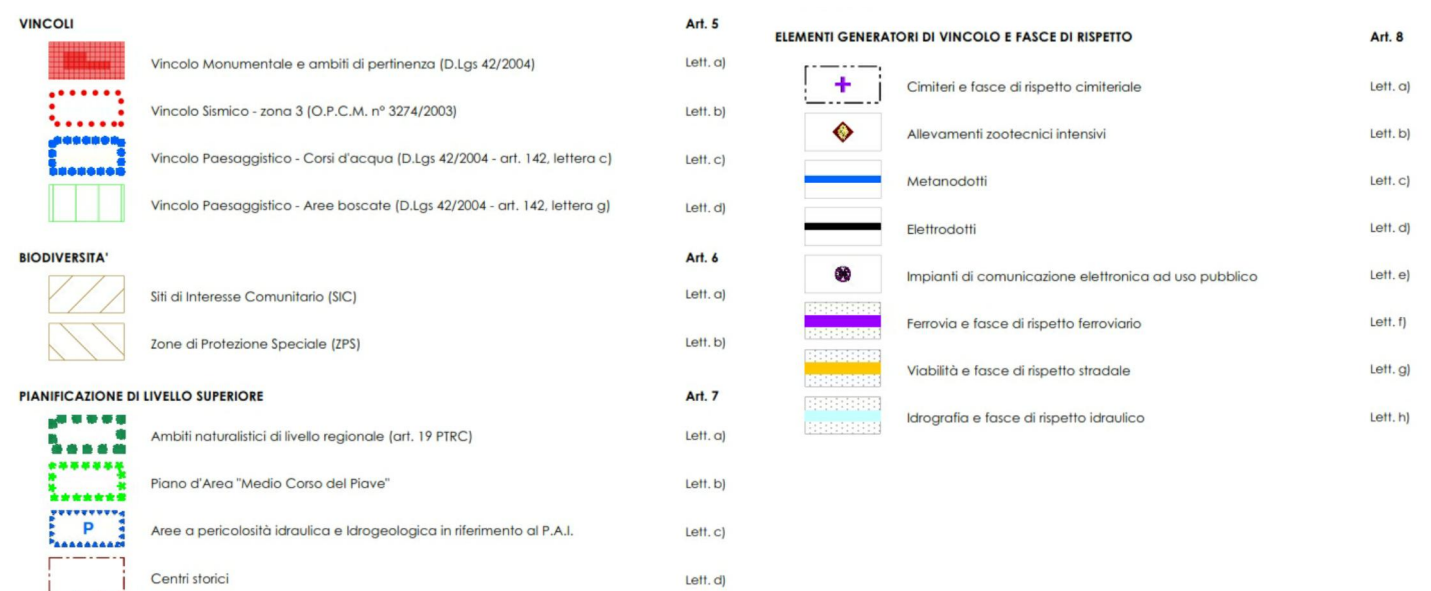 VINCOLI Art. 5
Vincolo Monumentale e ambiti di pertinenza (D.Lgs 42/2004) Lett. a)
Vincolo Sismico - zona 3 (O.P.C.M. n° 3274/2003) Lett. b)
Vincolo Paesaggistico - Corsi d'acqua (D.Lgs 42/2004 - art. 142, lettera c) Lett. c)
Vincolo Paesaggistico - Aree boscate (D.Lgs 42/2004 - art. 142, lettera g) Lett. d)
BIODIVERSITA' Art. 6
Siti di Interesse Comunitario (SIC) Lett. a)
Zone di Protezione Speciale (ZPS) Lett. b)
PIANIFICAZIONE DI LIVELLO SUPERIORE Art. 7
Ambiti naturalistici di livello regionale (art. 19 PTRC) Lett. a)
Piano d'Area "Medio Corso del Piave" Lett. b)
P Aree a pericolosità idraulica e Idrogeologica in riferimento al P.A.I. Lett. c)
Centri storici Lett. d)
ELEMENTI GENERATORI DI VINCOLO E FASCE DI RISPETTO Art. 8
Cimiteri e fasce di rispetto cimiteriale Lett. a)
Allevamenti zootecnici intensivi Lett. b)
Metanodotti Lett. c)
Elettrodotti Lett. d)
Impianti di comunicazione elettronica ad uso pubblico Lett. e)
Ferrovia e fasce di rispetto ferroviario Lett. f)
Viabilità e fasce di rispetto stradale Lett. g)
Idrografia e fasce di rispetto idraulico Lett. h)